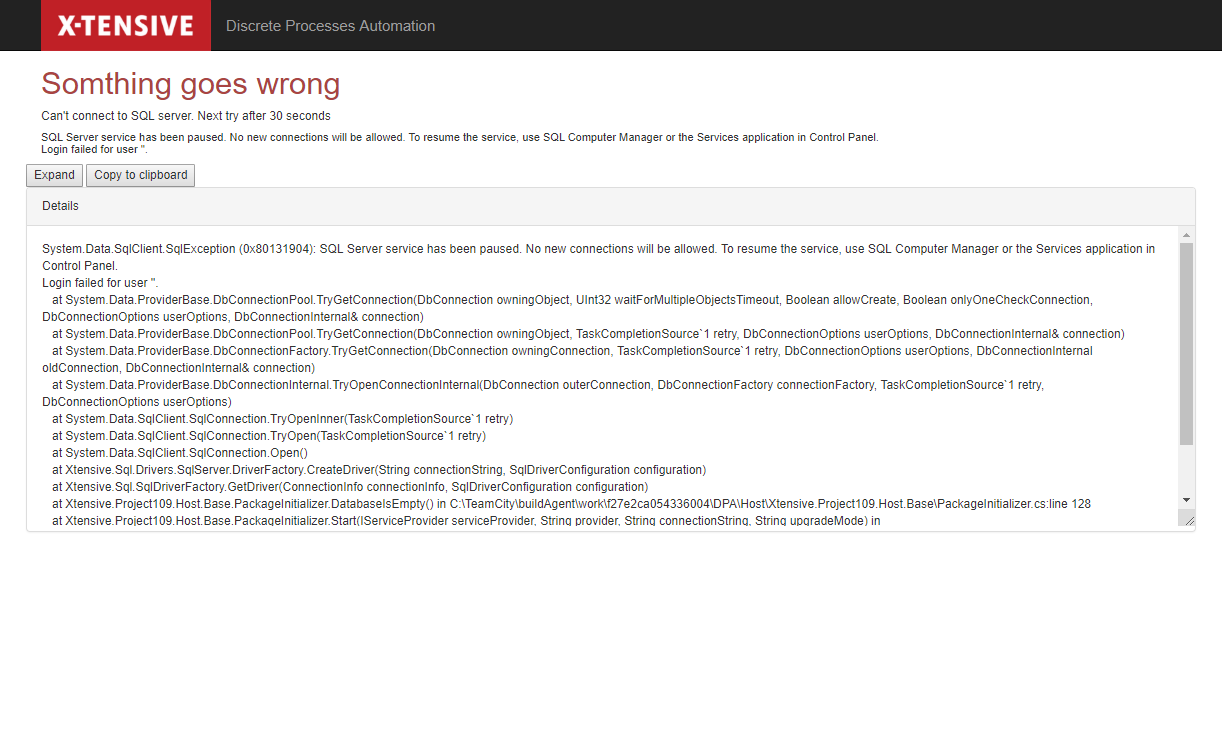 X-TENSIVE Discrete Processes Automation
Somthing goes wrong
Can't connect to SQL server. Next try after 30 seconds
SQL Server service has been paused. No new connections will be allowed. To resume the service, use SQL Computer Manager or the Services application in Control Panel.
Login failed for user ''.
Expand Copy to clipboard
Details
System.Data.SqlClient.SqlException (0x80131904): SQL Server service has been paused. No new connections will be allowed. To resume the service, use SQL Computer Manager or the Services application in
Control Panel.
Login failed for user ''.
at System.Data.ProviderBase.DbConnectionPool.TryGetConnection(DbConnection owningObject, UInt32 waitForMultipleObjectsTimeout, Boolean allowCreate, Boolean onlyOneCheckConnection,
DbConnectionOptions userOptions, DbConnectionInternal& connection)
at System.Data.ProviderBase.DbConnectionPool.TryGetConnection(DbConnection owningObject, TaskCompletionSource`1 retry, DbConnectionOptions userOptions, DbConnectionInternal& connection)
at System.Data.ProviderBase.DbConnectionFactory.TryGetConnection(DbConnection owningConnection, TaskCompletionSource`1 retry, DbConnectionOptions userOptions, DbConnectionInternal
oldConnection, DbConnectionInternal& connection)
at System.Data.ProviderBase.DbConnectionInternal.TryOpenConnectionInternal(DbConnection outerConnection, DbConnectionFactory connectionFactory, TaskCompletionSource`1 retry,
DbConnectionOptions userOptions)
at System.Data.SqlClient.SqlConnection.TryOpenInner(TaskCompletionSource`1 retry)
at System.Data.SqlClient.SqlConnection.TryOpen(TaskCompletionSource`1 retry)
at System.Data.SqlClient.SqlConnection.Open()
at Xtensive.Sql.Drivers.SqlServer.DriverFactory.CreateDriver(String connectionString, SqlDriverConfiguration configuration)
at Xtensive.Sql.SqlDriverFactory.GetDriver(ConnectionInfo connectionInfo, SqlDriverConfiguration configuration)
at Xtensive.Project109.Host.Base.PackageInitializer.DatabaseIsEmpty() in C:\TeamCity\buildAgent\work\f27e2ca054336004\DPA\Host\Xtensive.Project109.Host.Base\PackageInitializer.cs:line 128
at Xtensive.Project109.Host.Base.PackageInitializer.Start(IServiceProvider serviceProvider, String provider, String connectionString, String upgradeMode) in